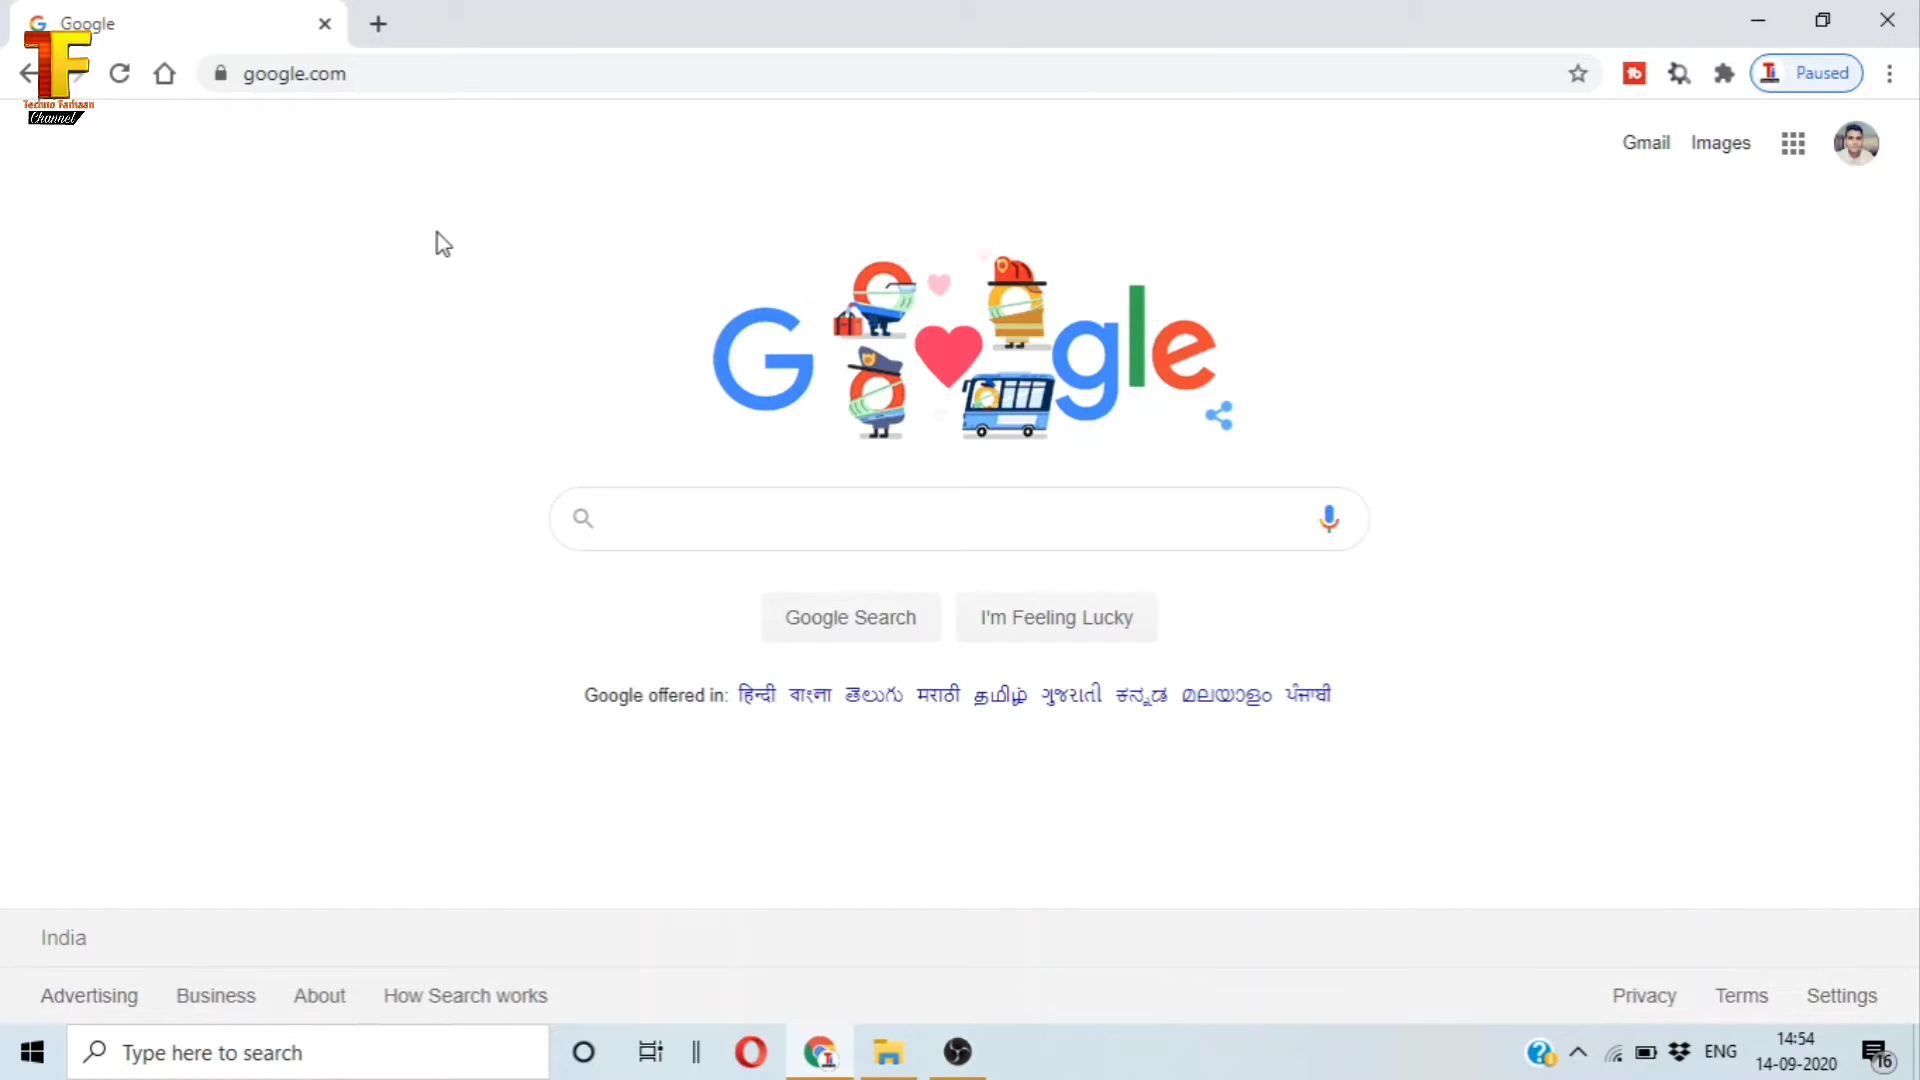 Google
TF
Techno Farhaan
Channel
google.com
Paused
Gmail Images
Google
Google Search I'm Feeling Lucky
Google offered in: हिन्दी বাংলা తెలుగు मराठी தமிழ் ગુજરાતી ಕನ್ನಡ മലയാളം ਪੰਜਾਬੀ
India
Advertising Business About How Search works Privacy Terms Settings
Type here to search
ENG
14:54
14-09-2020
16